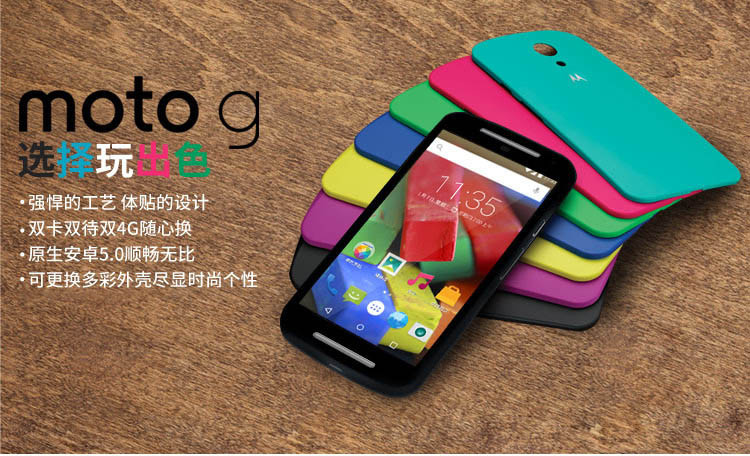 moto g
选择玩出色
•强悍的工艺 体贴的设计
•双卡双待双4G随心换
•原生安卓5.0顺畅无比
•可更换多彩外壳尽显时尚个性
11:35